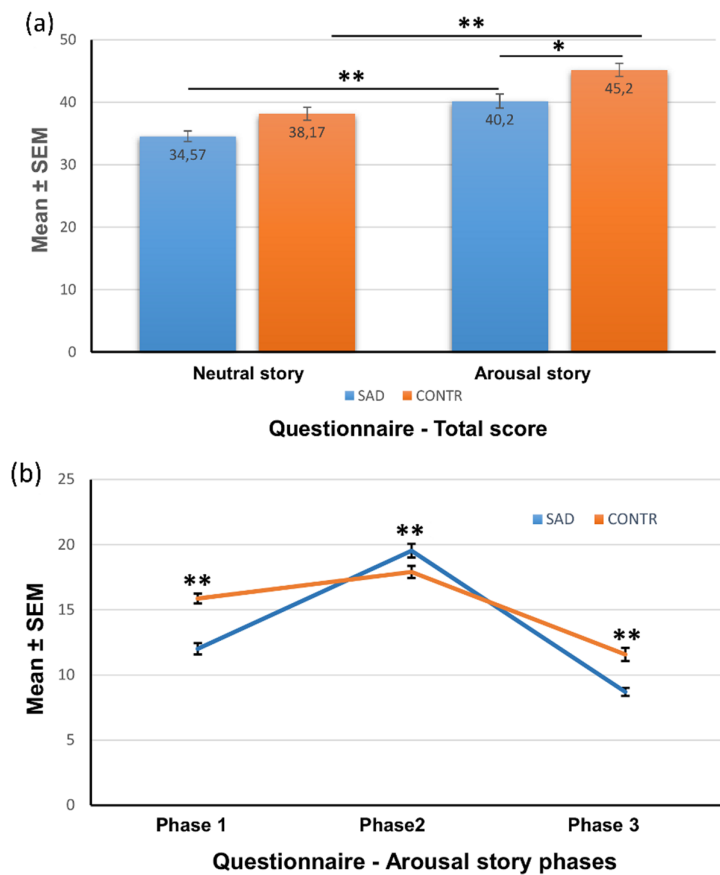 (a)
50
40
30
20
10
0
Mean ± SEM
**
**
*
34,57
38,17
40,2
45,2
Neutral story
Arousal story
SAD
CONTR
Questionnaire - Total score
(b)
25
20
15
10
5
0
Mean ± SEM
SAD
CONTR
**
**
**
Phase 1
Phase2
Phase 3
Questionnaire - Arousal story phases